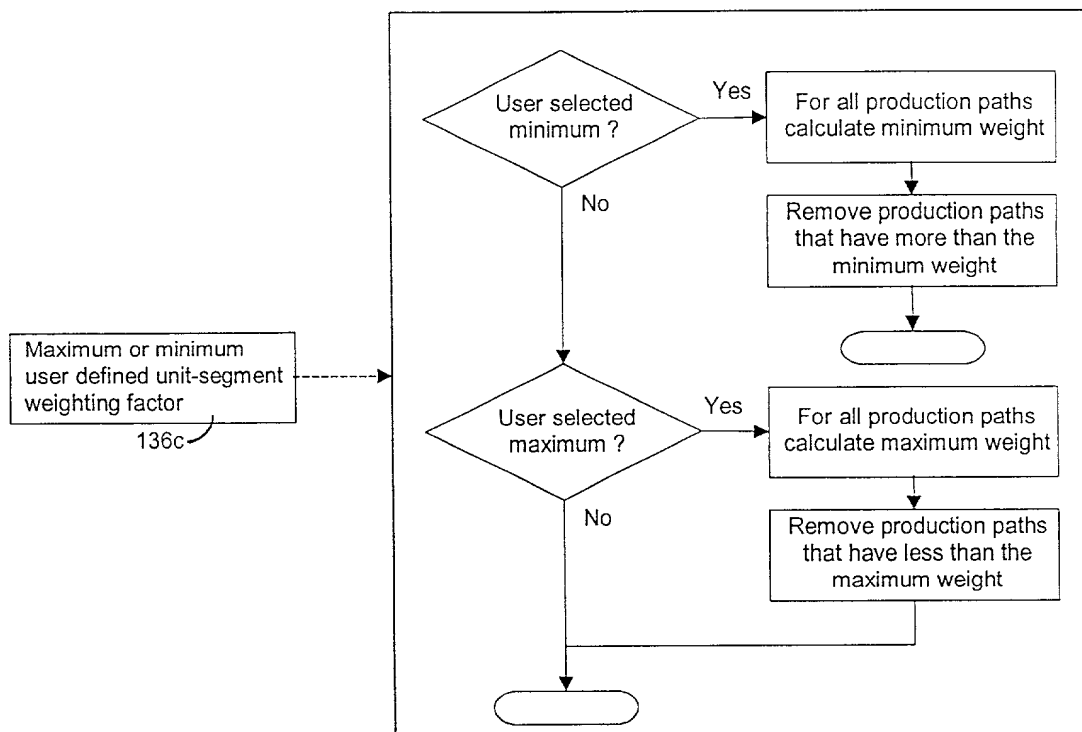 User selected
minimum ?
Yes
For all production paths
calculate minimum weight
No
Remove production paths
that have more than the
minimum weight
Maximum or minimum
user defined unit-segment
weighting factor
136c
User selected
maximum ?
Yes
For all production paths
calculate maximum weight
No
Remove production paths
that have less than the
maximum weight